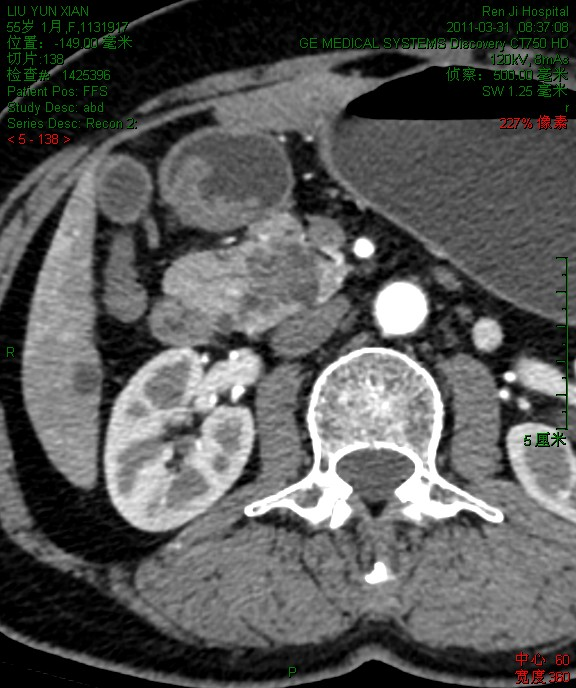 LIU YUN XIAN
55岁 1月,F,1131917
位置: -149.00 毫米
切片:138
检查#: 1425396
Patient Pos: FFS
Study Desc: abd
Series Desc: Recon 2:
< 5 - 138 >
Ren Ji Hospital
2011-03-31 ,08:37:08
GE MEDICAL SYSTEMS Discovery CT750 HD
120kV, 8mAs
侦察: 500.00 毫米
SW 1.25 毫米
r
227% 像素
R
5 厘米
中心 60
宽度 360
P